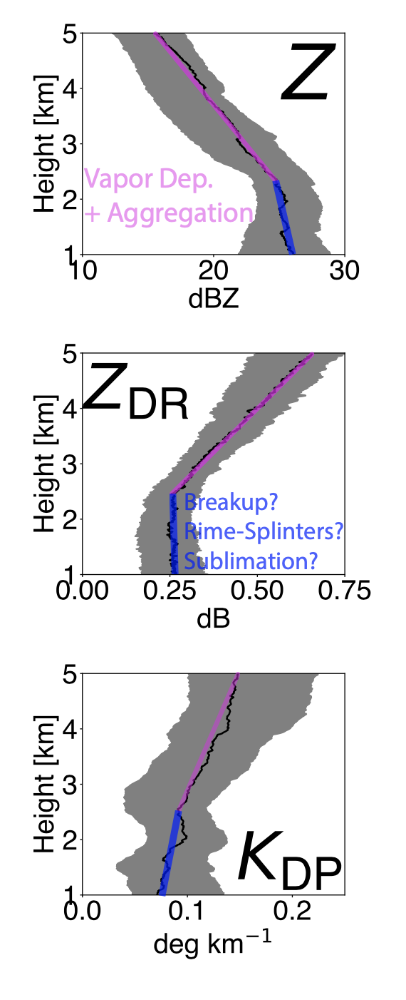 5
Z
4
3
2
1
Height [km]
Vapor Dep.
+ Aggregation
10 20 30
dBZ
5
Z DR
4
3
2
1
Height [km]
Breakup?
Rime-Splinters?
Sublimation?
0.00 0.25 0.50 0.75
dB
5
4
3
2
1
Height [km]
K DP
0.0 0.1 0.2
deg km⁻¹